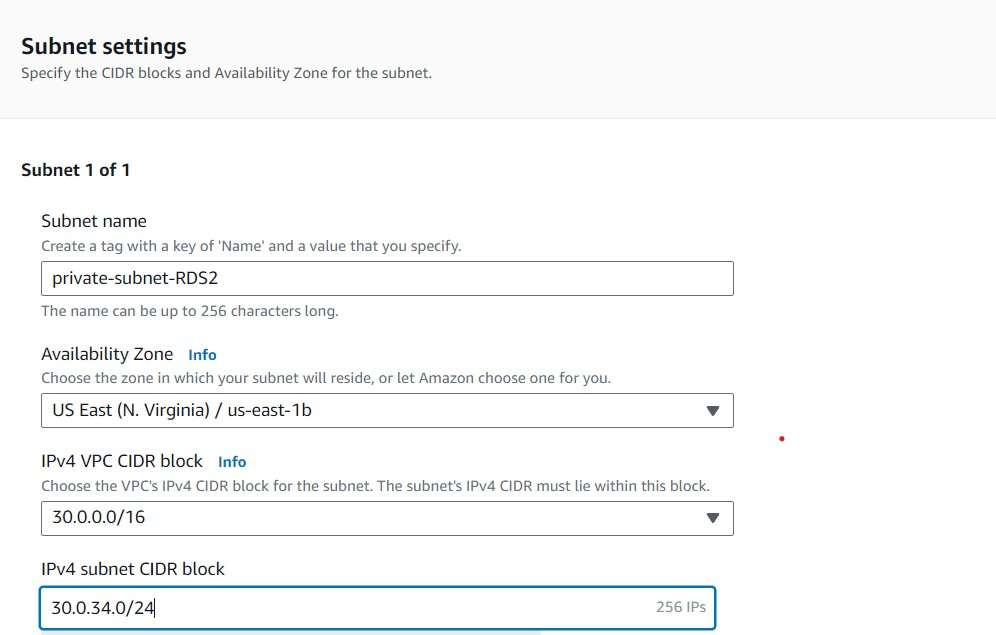 Subnet settings
Specify the CIDR blocks and Availability Zone for the subnet.
Subnet 1 of 1
Subnet name
Create a tag with a key of 'Name' and a value that you specify.
private-subnet-RDS2
The name can be up to 256 characters long.
Availability Zone Info
Choose the zone in which your subnet will reside, or let Amazon choose one for you.
US East (N. Virginia) / us-east-1b
IPv4 VPC CIDR block Info
Choose the VPC's IPv4 CIDR block for the subnet. The subnet's IPv4 CIDR must lie within this block.
30.0.0.0/16
IPv4 subnet CIDR block
30.0.34.0/24 256 IPs